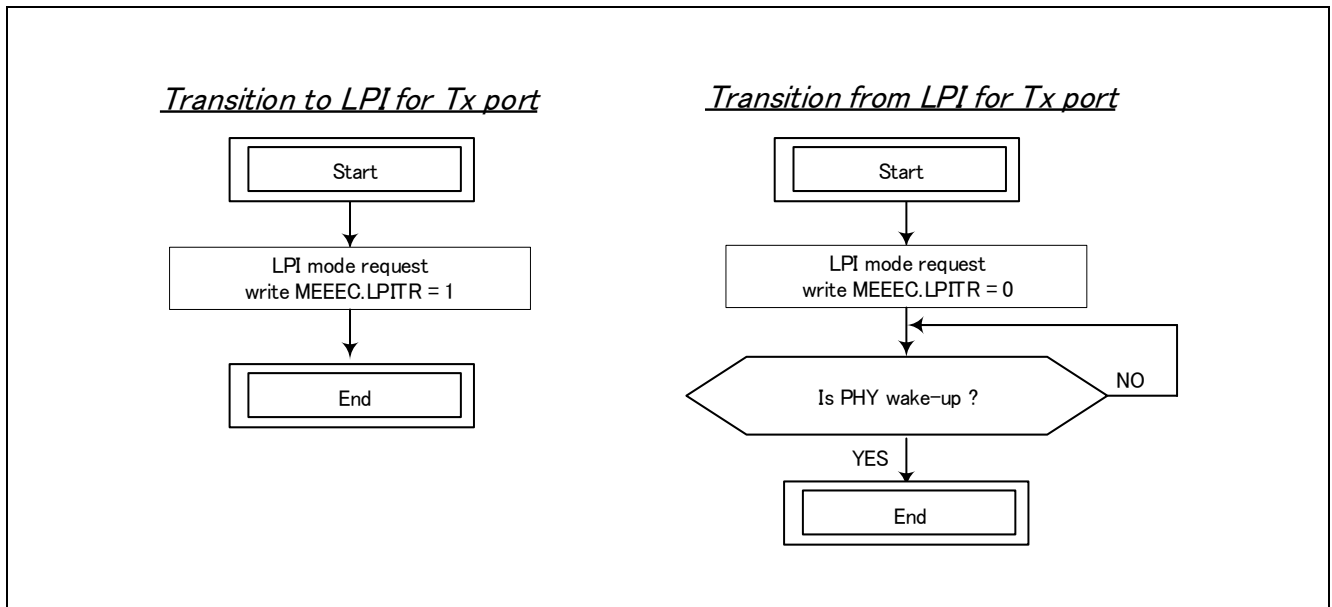 Transition to LPI for Tx port
Start
LPI mode request
write MEEEC.LPITR = 1
End
Transition from LPI for Tx port
Start
LPI mode request
write MEEEC.LPITR = 0
Is PHY wake-up ?
NO
YES
End